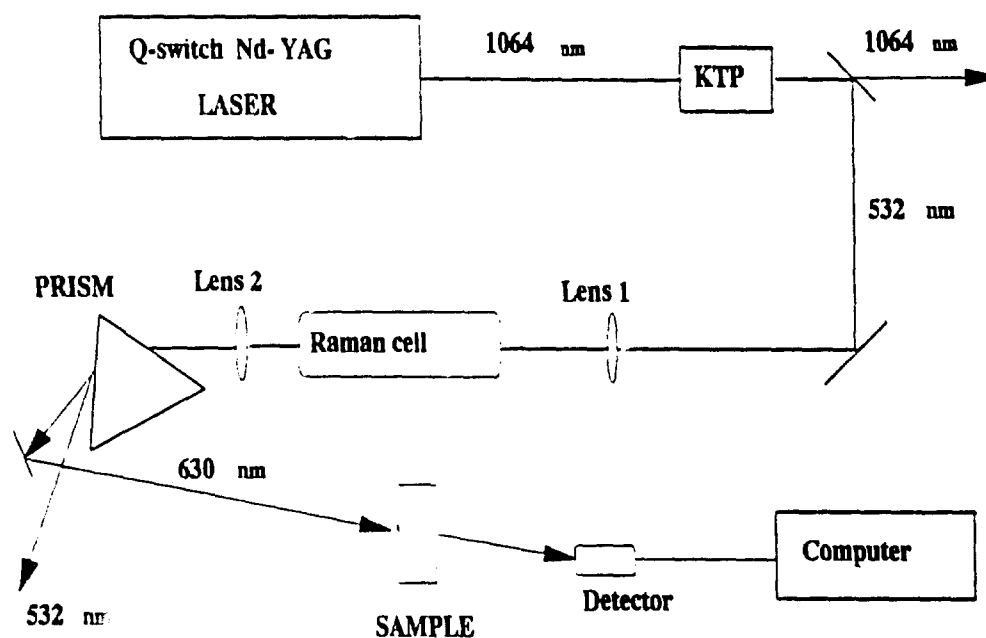 Q-switch Nd-YAG
LASER
1064 nm
KTP
1064 nm
532 nm
PRISM
Lens 2
Raman cell
Lens 1
630 nm
Computer
Detector
532 nm
SAMPLE